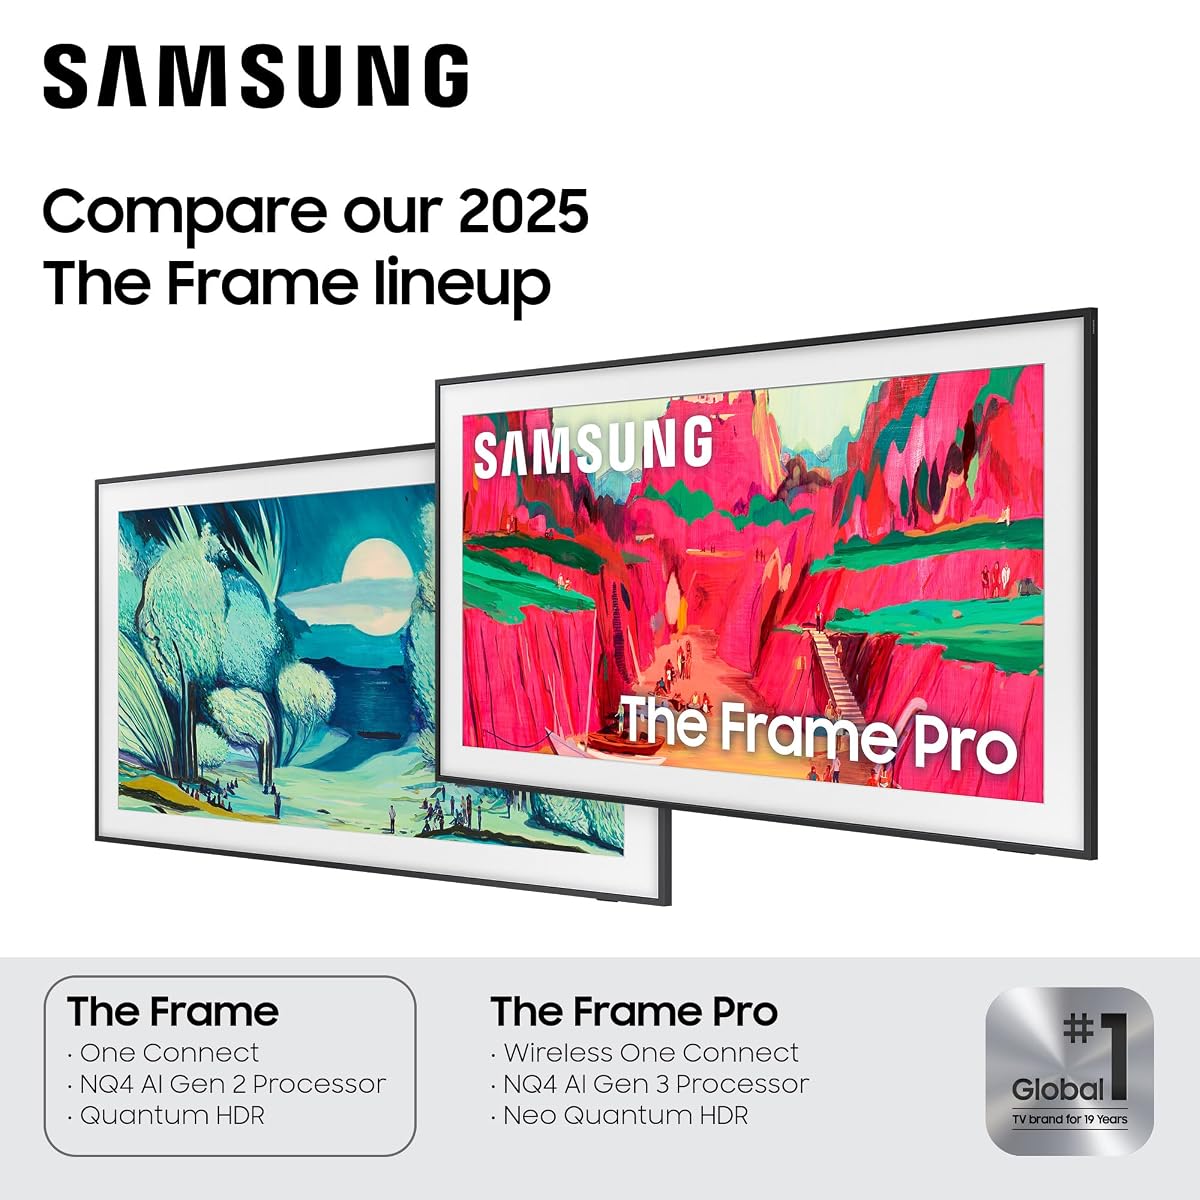 SAMSUNG
Compare our 2025
The Frame lineup
SAMSUNG
The Frame Pro
The Frame
· One Connect
· NQ4 AI Gen 2 Processor
· Quantum HDR
The Frame Pro
· Wireless One Connect
· NQ4 AI Gen 3 Processor
· Neo Quantum HDR
#1
Global
TV brand for 19 Years